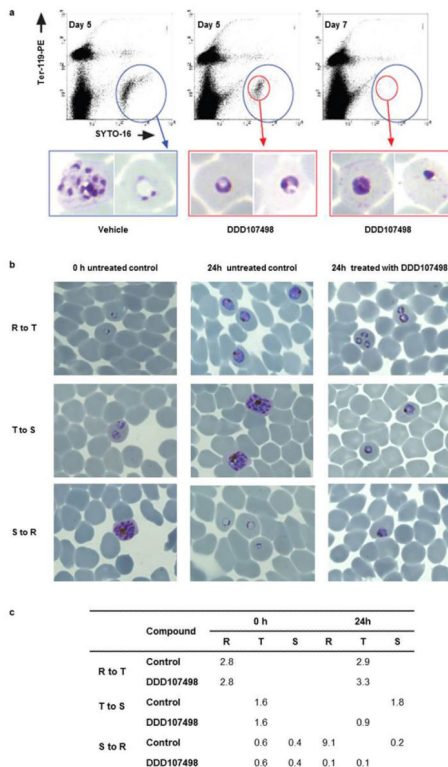 a
Day 5
Day 5
Day 7
Ter-119-PE
SYTO-16
Vehicle
DDD107498
DDD107498
b
0 h untreated control
24h untreated control
24h treated with DDD107498
R to T
T to S
S to R
c
Compound 0 h 24h
R T S R T S
R to T Control 2.8 2.9
DDD107498 2.8 3.3
T to S Control 1.6 1.8
DDD107498 1.6 0.9
S to R Control 0.6 0.4 9.1 0.2
DDD107498 0.6 0.4 0.1 0.1